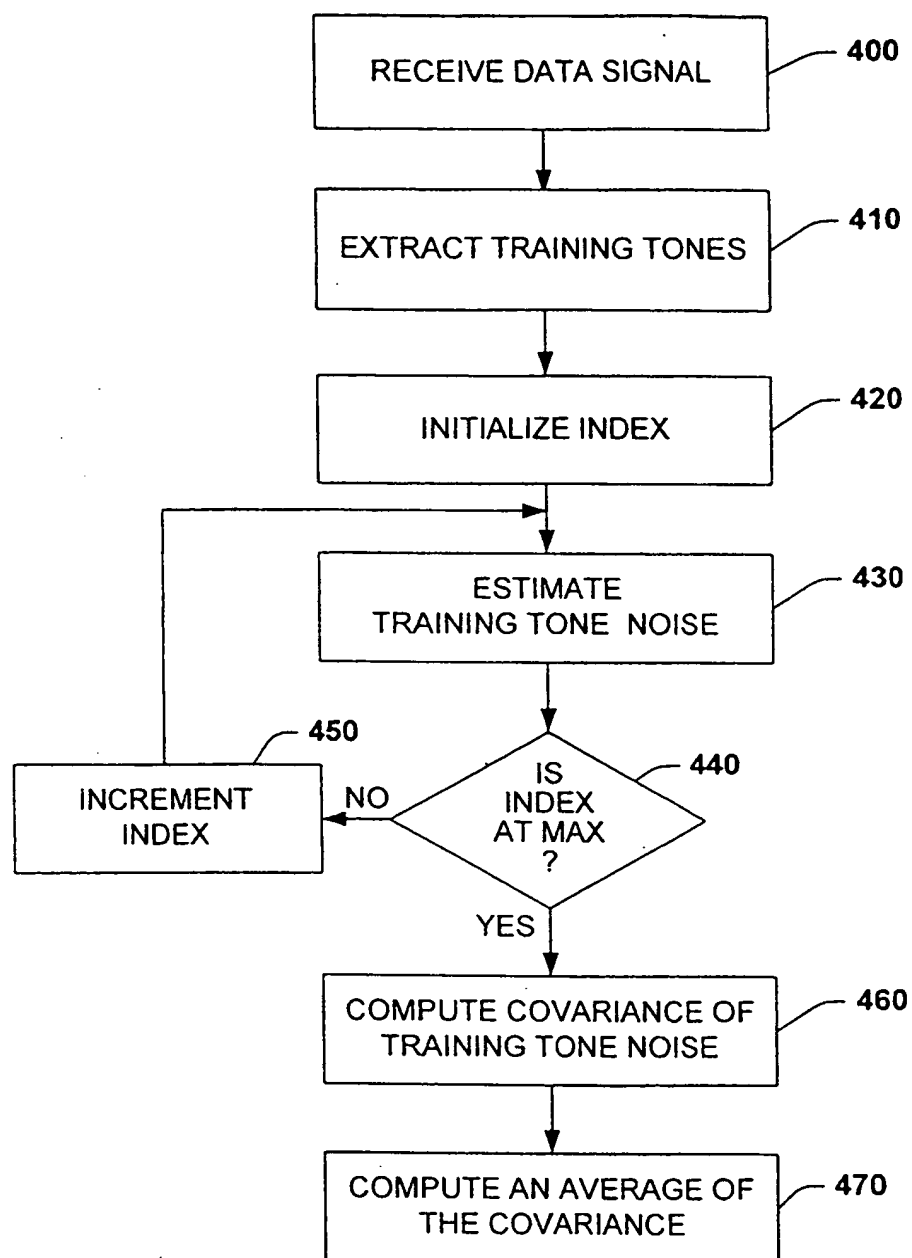 RECEIVE DATA SIGNAL
400
EXTRACT TRAINING TONES
410
INITIALIZE INDEX
420
ESTIMATE
TRAINING TONE NOISE
430
IS
INDEX
AT MAX
?
440
450
INCREMENT
INDEX
NO
YES
COMPUTE COVARIANCE OF
TRAINING TONE NOISE
460
COMPUTE AN AVERAGE OF
THE COVARIANCE
470